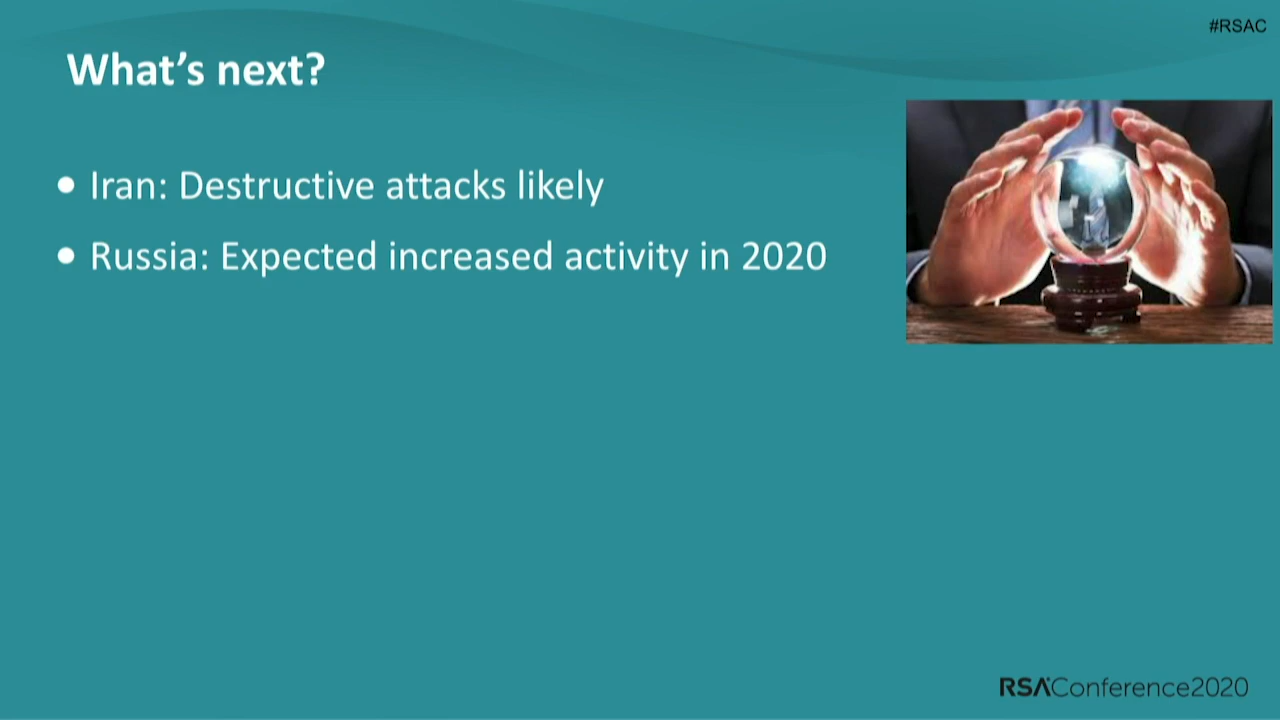 #RSAC
What's next?
• Iran: Destructive attacks likely
• Russia: Expected increased activity in 2020
RSAConference2020